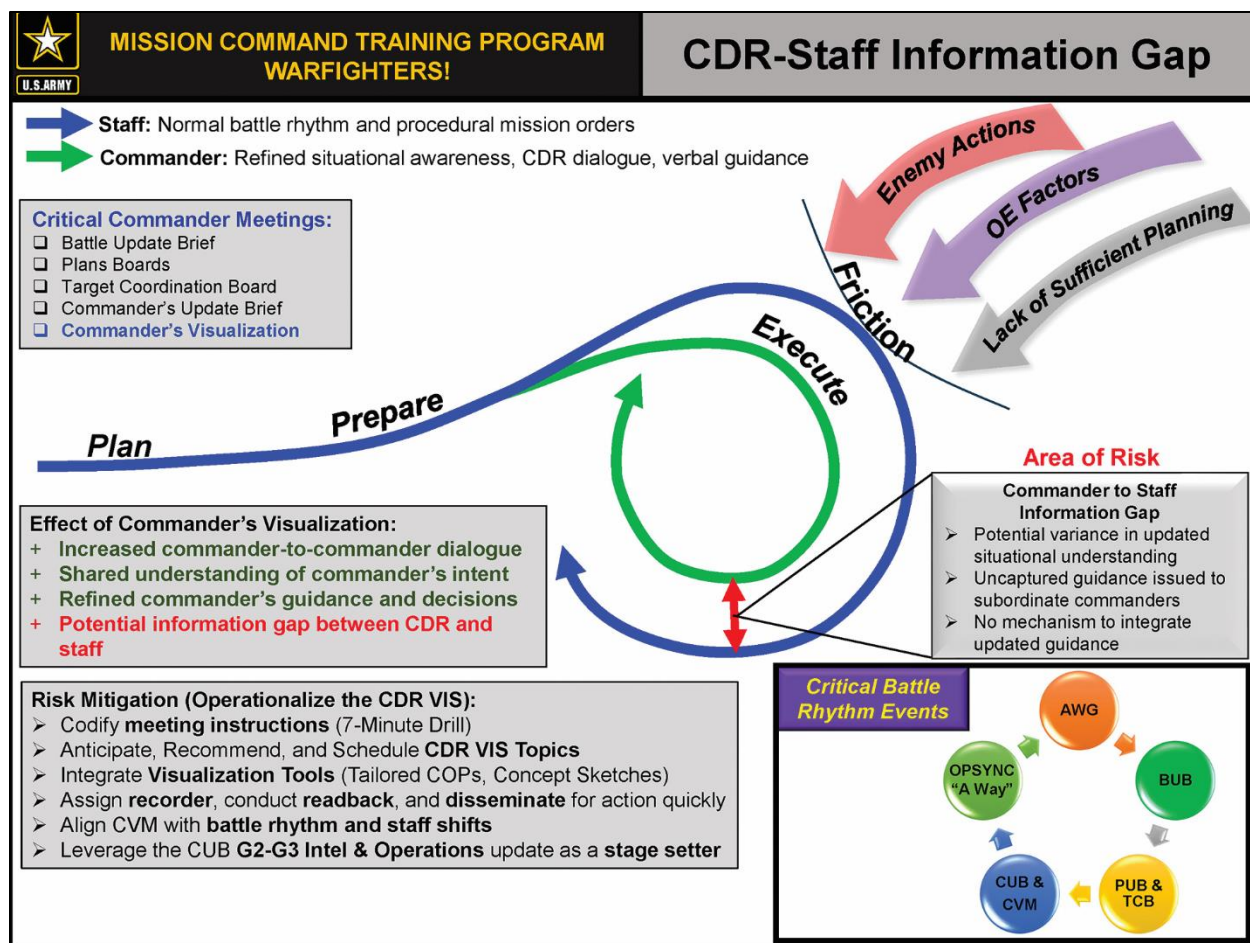 MISSION COMMAND TRAINING PROGRAM
WARFIGHTERS!
U.S.ARMY
CDR-Staff Information Gap
Staff: Normal battle rhythm and procedural mission orders
Commander: Refined situational awareness, CDR dialogue, verbal guidance
Enemy Actions
OE Factors
Lack of Sufficient Planning
Friction
Critical Commander Meetings:
❑ Battle Update Brief
❑ Plans Boards
❑ Target Coordination Board
❑ Commander’s Update Brief
❑ Commander’s Visualization
Plan
Prepare
Execute
Area of Risk
Commander to Staff
Information Gap
➢ Potential variance in updated
situational understanding
➢ Uncaptured guidance issued to
subordinate commanders
➢ No mechanism to integrate
updated guidance
Effect of Commander’s Visualization:
+ Increased commander-to-commander dialogue
+ Shared understanding of commander’s intent
+ Refined commander’s guidance and decisions
+ Potential information gap between CDR and
staff
Risk Mitigation (Operationalize the CDR VIS):
➢ Codify meeting instructions (7-Minute Drill)
➢ Anticipate, Recommend, and Schedule CDR VIS Topics
➢ Integrate Visualization Tools (Tailored COPs, Concept Sketches)
➢ Assign recorder, conduct readback, and disseminate for action quickly
➢ Align CVM with battle rhythm and staff shifts
➢ Leverage the CUB G2-G3 Intel & Operations update as a stage setter
Critical Battle
Rhythm Events
AWG
BUB
PUB &
TCB
CUB &
CVM
OPSYNC
“A Way”